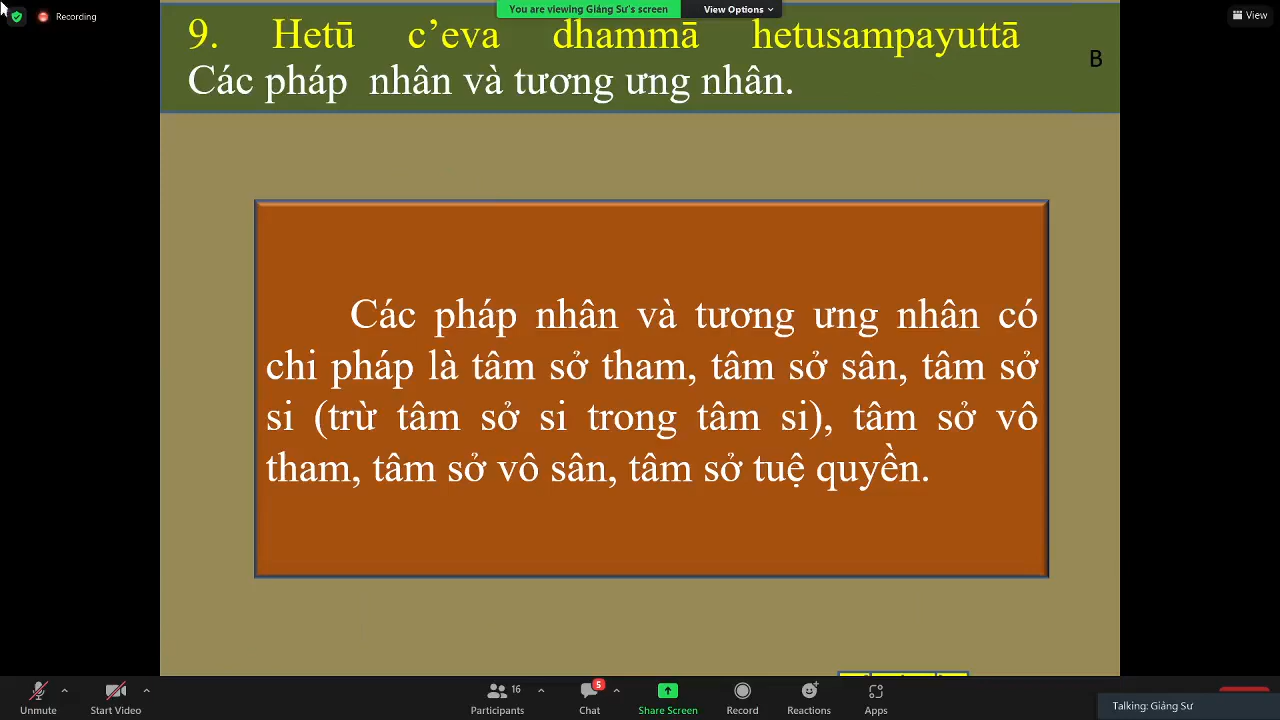 You are viewing Giảng Sư's screen
View Options
Recording
View
9. Hetū c’eva dhammā hetusampayuttā
Các pháp nhân và tương ưng nhân.
B
Các pháp nhân và tương ưng nhân có
chi pháp là tâm sở tham, tâm sở sân, tâm sở
si (trừ tâm sở si trong tâm si), tâm sở vô
tham, tâm sở vô sân, tâm sở tuệ quyền.
Unmute
Start Video
16
Participants
5
Chat
Share Screen
Record
Reactions
Apps
Talking: Giảng Sư